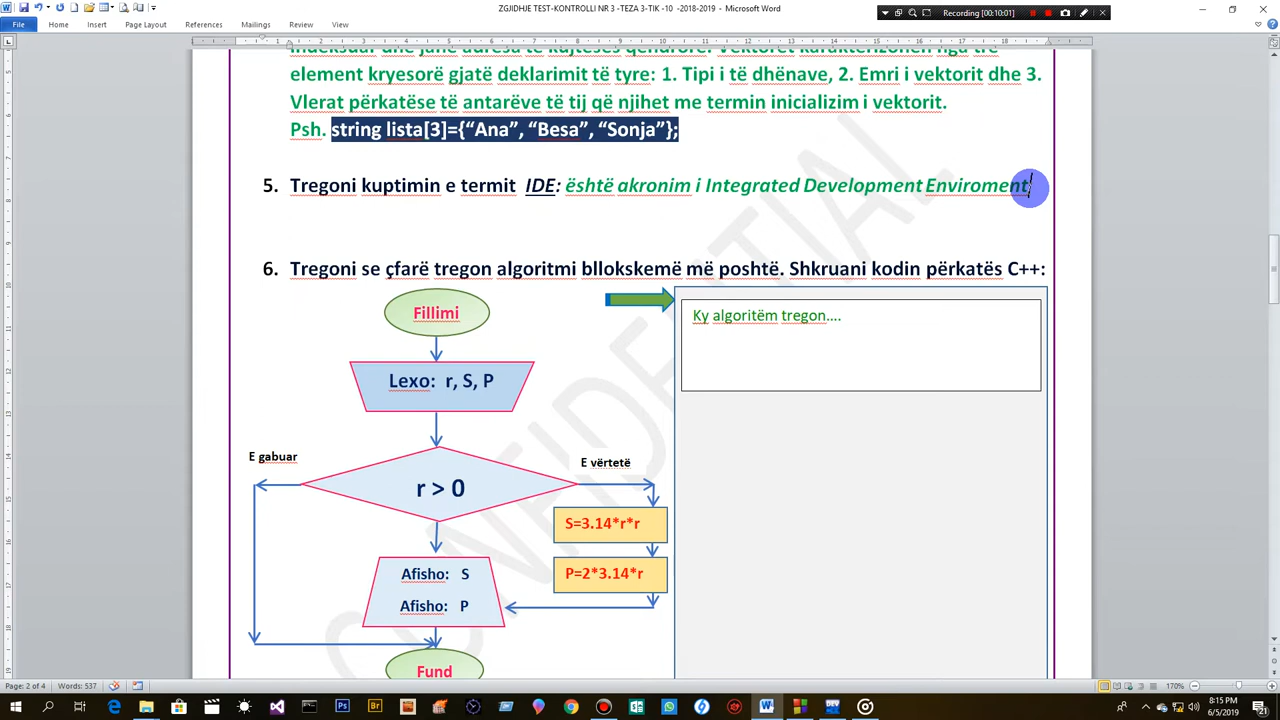 ZGJIDHJE TEST-KONTROLLI NR 3 -TEZA 3-TIK -10 -2018-2019 - Microsoft Word
Recording [00:10:01]
File Home Insert Page Layout References Mailings Review View
element kryesorë gjatë deklarimit të tyre: 1. Tipi i të dhënave, 2. Emri i vektorit dhe 3.
Vlerat përkatëse të antarëve të tij që njihet me termin inicializim i vektorit.
Psh. string lista[3]={“Ana”, “Besa”, “Sonja”};
5. Tregoni kuptimin e termit IDE: është akronim i Integrated Development Enviroment
6. Tregoni se çfarë tregon algoritmi bllokskemë më poshtë. Shkruani kodin përkatës C++:
Fillimi
Ky algoritëm tregon....
Lexo: r, S, P
E gabuar
E vërtetë
r > 0
S=3.14*r*r
P=2*3.14*r
Afisho: S
Afisho: P
Fund
CONFIDENTIAL
Page: 2 of 4 Words: 537
170%
8:15 PM
6/5/2019